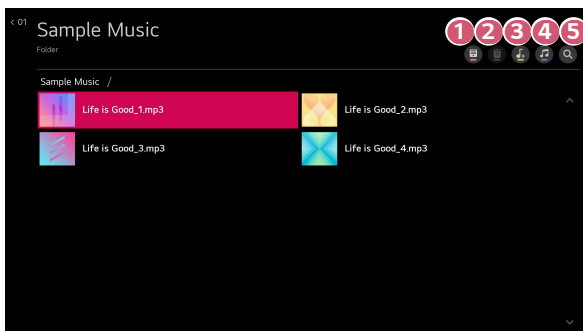 < 01
Sample Music
Folder
1 2 3 4 5
Sample Music /
Life is Good_1.mp3
Life is Good_2.mp3
Life is Good_3.mp3
Life is Good_4.mp3